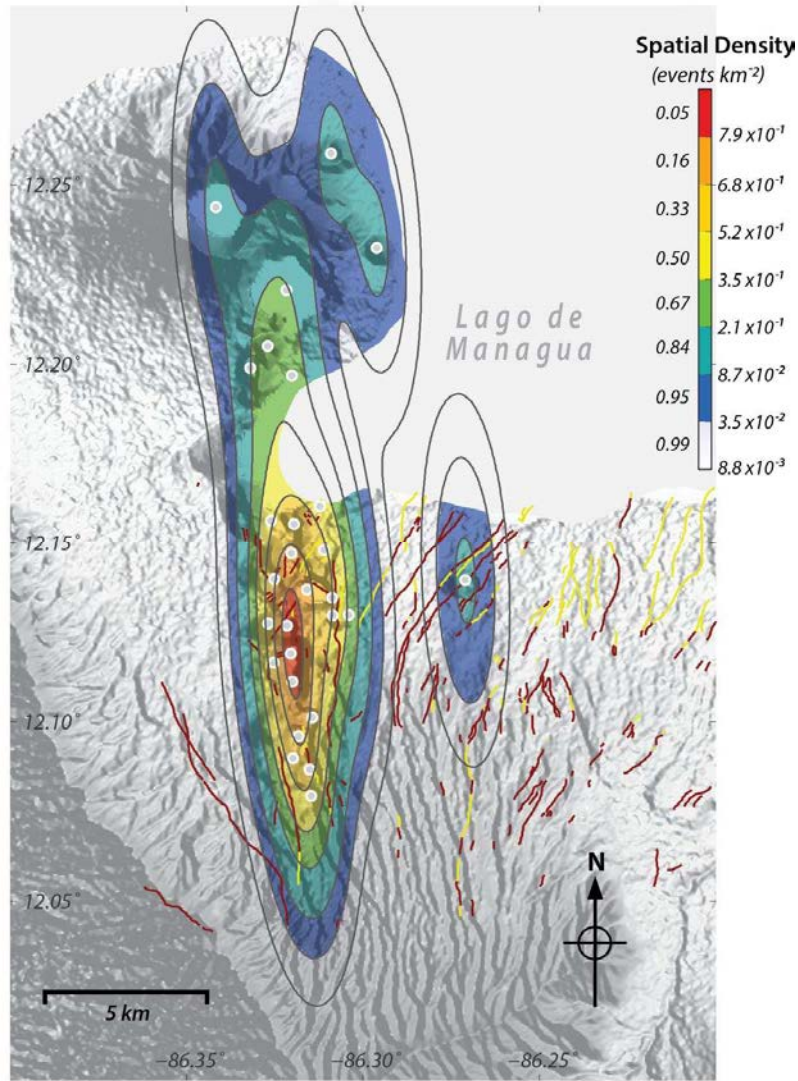 Spatial Density
(events km⁻²)
0.05
7.9 x10⁻¹
0.16
6.8 x10⁻¹
0.33
5.2 x10⁻¹
0.50
3.5 x10⁻¹
0.67
2.1 x10⁻¹
0.84
8.7 x10⁻²
0.95
3.5 x10⁻²
0.99
8.8 x10⁻³
12.25°
12.20°
Lago de
Managua
12.15°
12.10°
12.05°
N
5 km
−86.35°
−86.30°
−86.25°